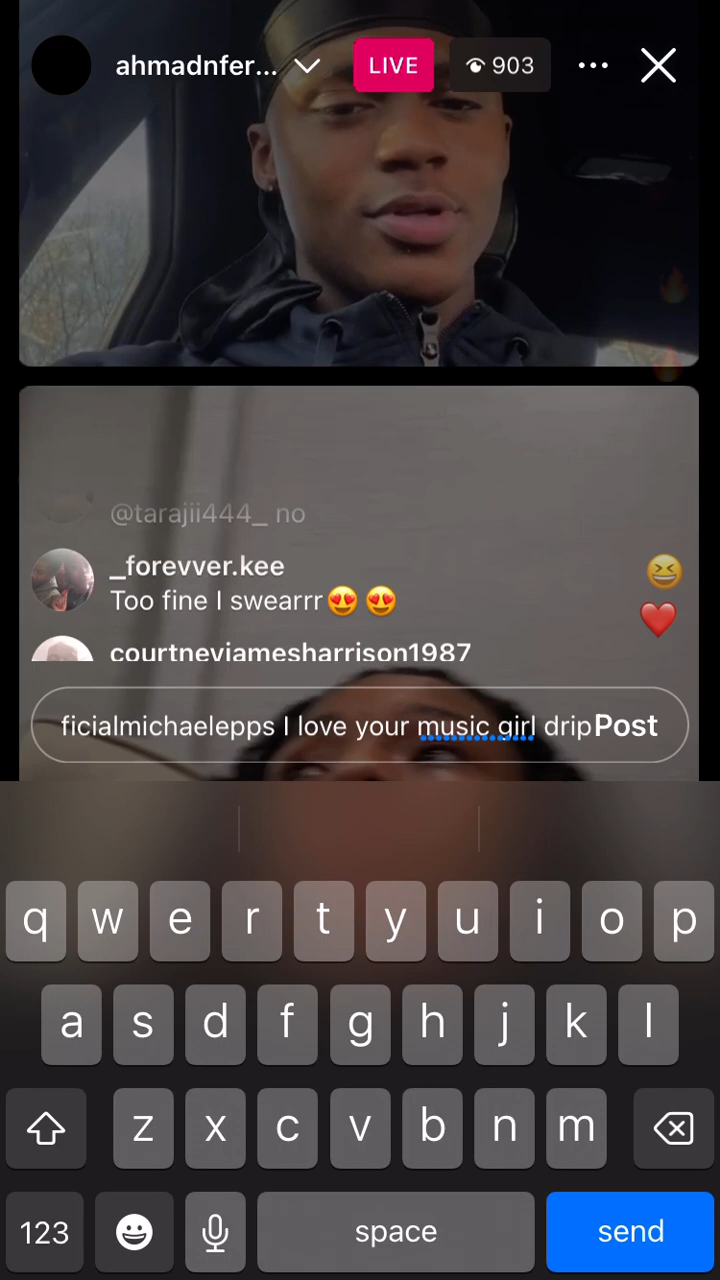 ahmadnfer... LIVE 903
@tarajii444_ no
_forevver.kee
Too fine I swearrr😍😍
courtneyjamesharrison1987
ficialmichaelepps I love your music girl drip Post
q w e r t y u i o p
a s d f g h j k l
z x c v b n m
123 space send